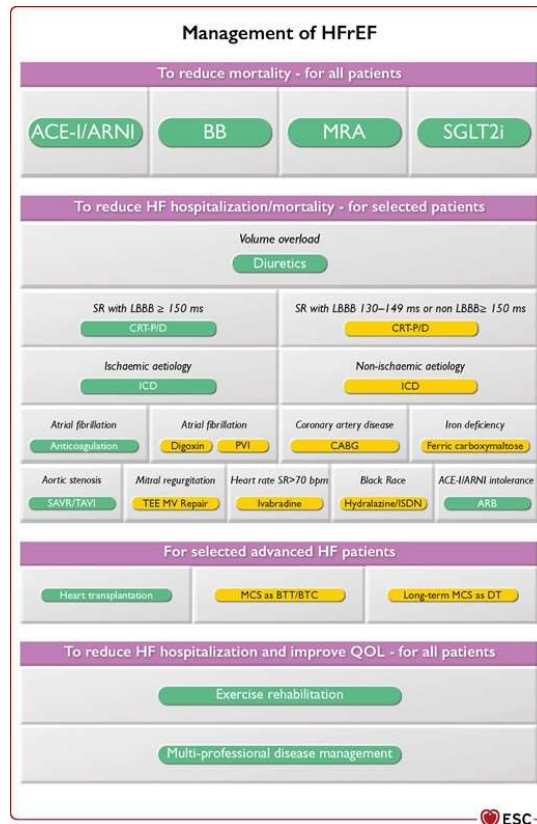 Management of HFrEF
To reduce mortality - for all patients
ACE-I/ARNI
BB
MRA
SGLT2i
To reduce HF hospitalization/mortality - for selected patients
Volume overload
Diuretics
SR with LBBB ≥ 150 ms
CRT-P/D
SR with LBBB 130–149 ms or non LBBB≥ 150 ms
CRT-P/D
Ischaemic aetiology
ICD
Non-ischaemic aetiology
ICD
Atrial fibrillation
Anticoagulation
Atrial fibrillation
Digoxin
PVI
Coronary artery disease
CABG
Iron deficiency
Ferric carboxymaltose
Aortic stenosis
SAVR/TAVI
Mitral regurgitation
TEE MV Repair
Heart rate SR>70 bpm
Ivabradine
Black Race
Hydralazine/ISDN
ACE-I/ARNI intolerance
ARB
For selected advanced HF patients
Heart transplantation
MCS as BTT/BTC
Long-term MCS as DT
To reduce HF hospitalization and improve QOL - for all patients
Exercise rehabilitation
Multi-professional disease management
ESC